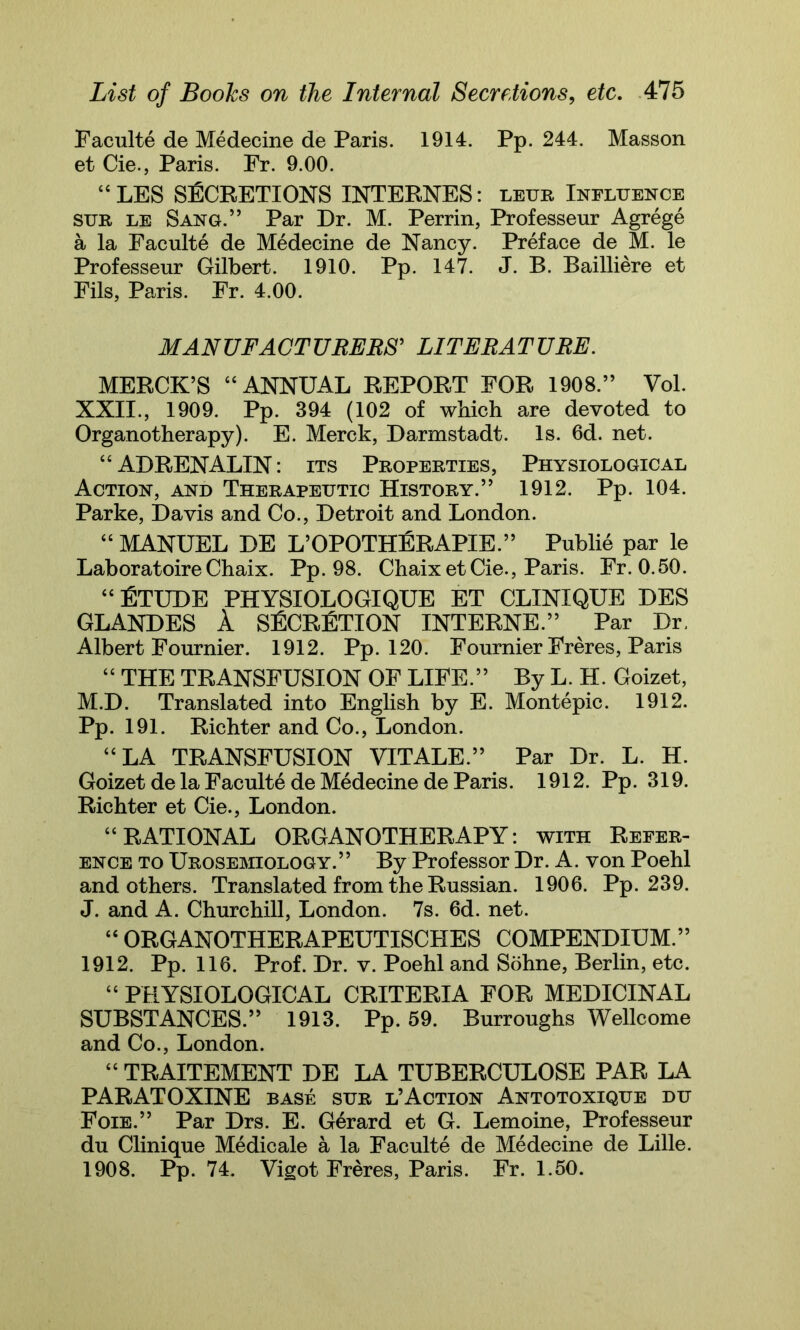 List of Books on the Internal Secretions, etc. 475
Faculté de Médecine de Paris. 1914. Pp. 244. Masson
et Cie., Paris. Fr. 9.00.
“LES SÉCRETIONS INTERNES: LEUR INFLUENCE
SUR LE SANG.” Par Dr. M. Perrin, Professeur Agrégé
à la Faculté de Médecine de Nancy. Préface de M. le
Professeur Gilbert. 1910. Pp. 147. J. B. Baillière et
Fils, Paris. Fr. 4.00.
MANUFACTURERS’ LITERATURE.
MERCK’S “ANNUAL REPORT FOR 1908.” Vol.
XXII., 1909. Pp. 394 (102 of which are devoted to
Organotherapy). E. Merck, Darmstadt. 1s. 6d. net.
“ADRENALIN: ITS PROPERTIES, PHYSIOLOGICAL
ACTION, AND THERAPEUTIC HISTORY.” 1912. Pp. 104.
Parke, Davis and Co., Detroit and London.
“MANUEL DE L’OPOTHÉRAPIE.” Publié par le
Laboratoire Chaix. Pp. 98. Chaix et Cie., Paris. Fr. 0.50.
“ÉTUDE PHYSIOLOGIQUE ET CLINIQUE DES
GLANDES À SÉCRÉTION INTERNE.” Par Dr.
Albert Fournier. 1912. Pp. 120. Fournier Frères, Paris
“THE TRANSFUSION OF LIFE.” By L. H. Goizet,
M.D. Translated into English by E. Montépic. 1912.
Pp. 191. Richter and Co., London.
“LA TRANSFUSION VITALE.” Par Dr. L. H.
Goizet de la Faculté de Médecine de Paris. 1912. Pp. 319.
Richter et Cie., London.
“RATIONAL ORGANOTHERAPY: WITH REFER-
ENCE TO UROSEMIOLOGY.” By Professor Dr. A. von Poehl
and others. Translated from the Russian. 1906. Pp. 239.
J. and A. Churchill, London. 7s. 6d. net.
“ORGANOTHERAPEUTISCHES COMPENDIUM.”
1912. Pp. 116. Prof. Dr. v. Poehl and Söhne, Berlin, etc.
“PHYSIOLOGICAL CRITERIA FOR MEDICINAL
SUBSTANCES.” 1913. Pp. 59. Burroughs Wellcome
and Co., London.
“TRAITEMENT DE LA TUBERCULOSE PAR LA
PARATOXINE BASÉ SUR L’ACTION ANTOTOXIQUE DU
FOIE.” Par Drs. E. Gérard et G. Lemoine, Professeur
du Clinique Médicale à la Faculté de Médecine de Lille.
1908. Pp. 74. Vigot Frères, Paris. Fr. 1.50.